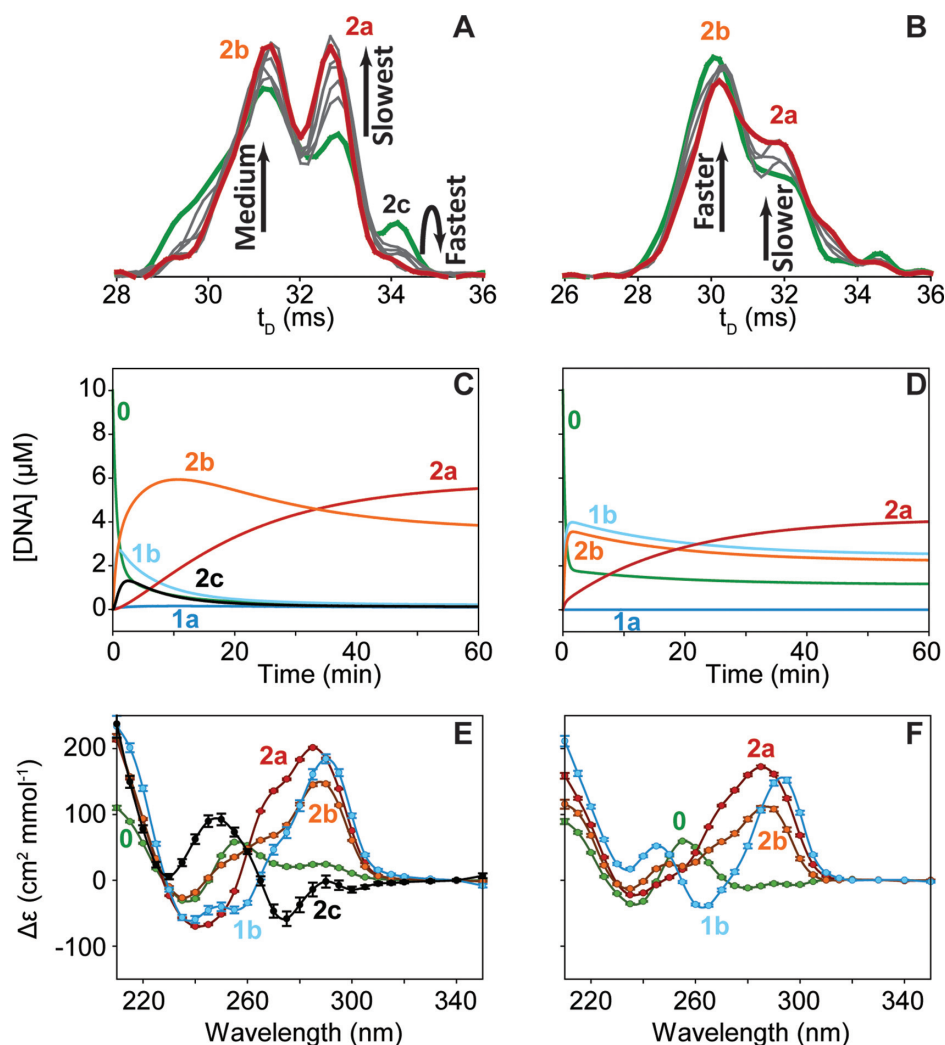 A
2b
2a
Medium
Slowest
2c
Fastest
28 30 32 34 36
t_D (ms)
B
2b
2a
Faster
Slower
26 28 30 32 34 36
t_D (ms)
C
[DNA] (µM)
10
8
6
4
2
0
0
2b
2a
1b
2c
1a
0 20 40 60
Time (min)
D
0
2a
1b
2b
1a
0 20 40 60
Time (min)
E
Δε (cm² mmol⁻¹)
200
100
0
-100
2a
2b
0
1b
2c
220 260 300 340
Wavelength (nm)
F
2a
0
2b
1b
220 260 300 340
Wavelength (nm)